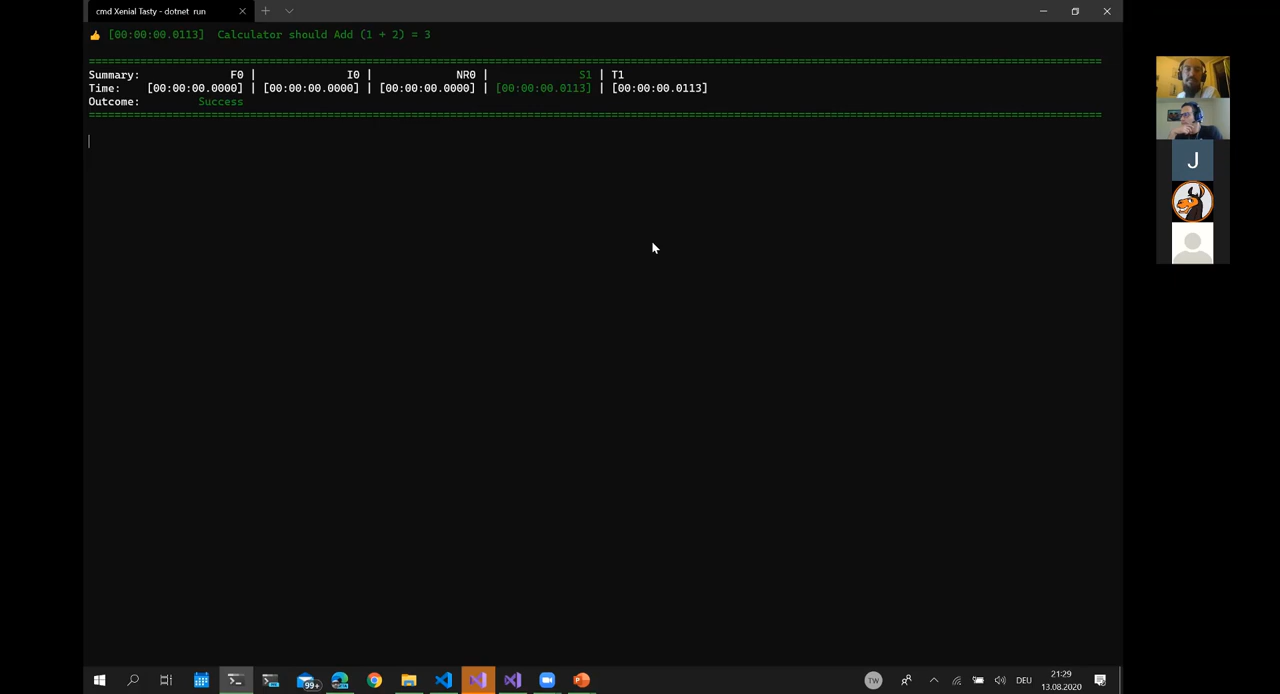 cmd Xenial Tasty - dotnet run
👍 [00:00:00.0113] Calculator should Add (1 + 2) = 3
====================================================================================================
Summary: F0 | I0 | NR0 | S1 | T1
Time: [00:00:00.0000] | [00:00:00.0000] | [00:00:00.0000] | [00:00:00.0113] | [00:00:00.0113]
Outcome: Success
====================================================================================================
J
99+
TW
DEU
21:29
13.08.2020